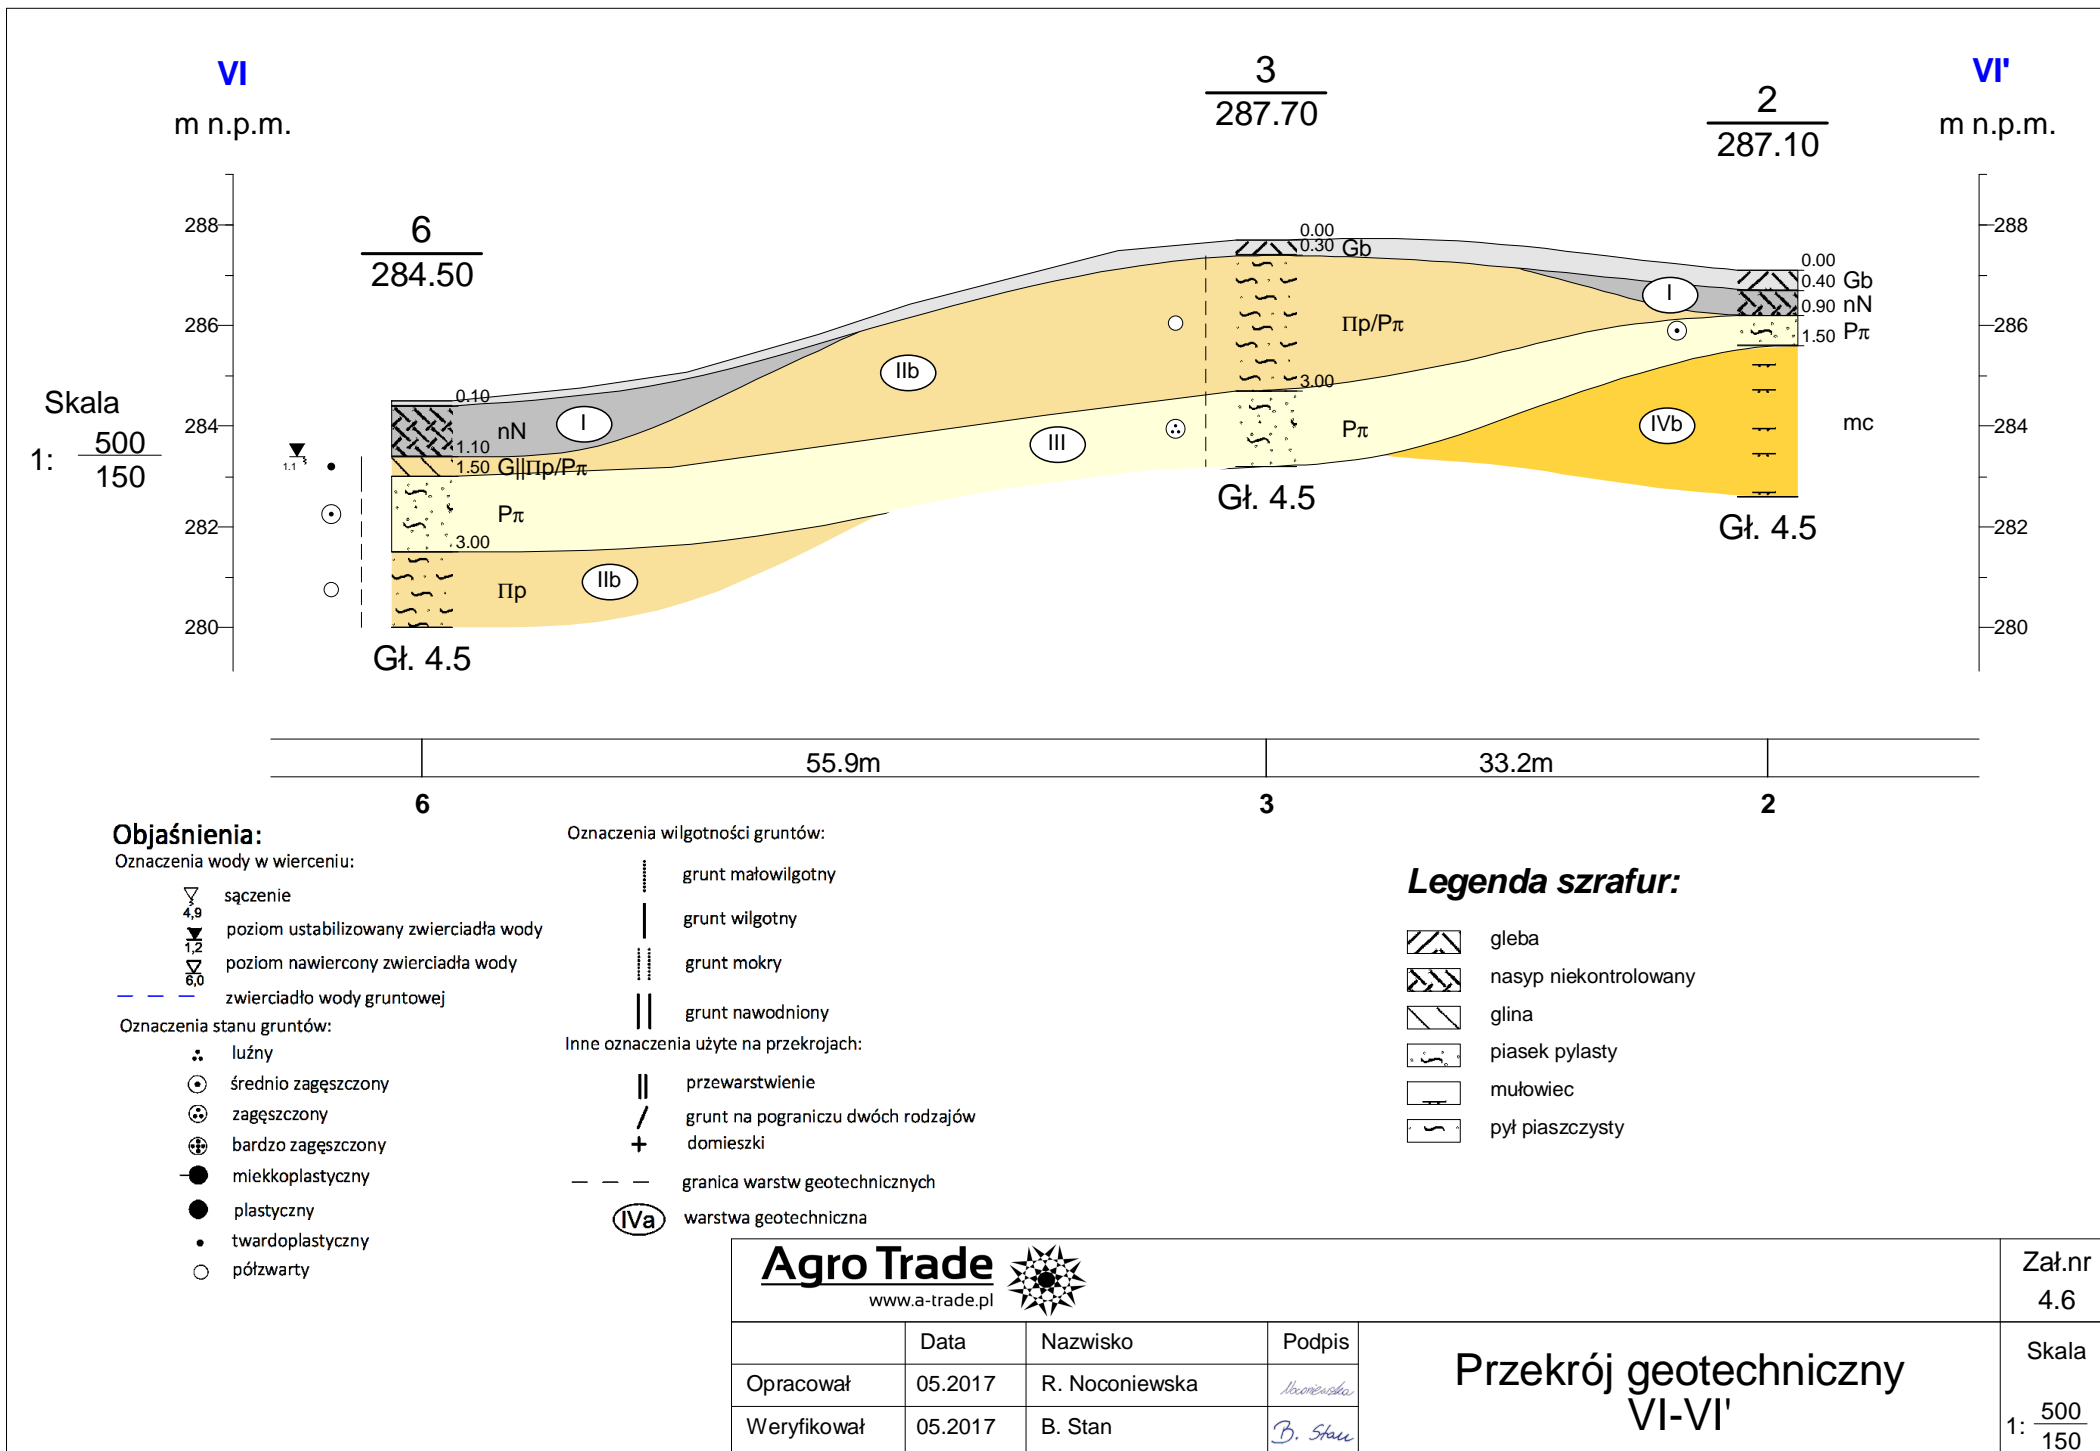 VI
m n.p.m.
3
287.70
VI'
m n.p.m.
2
287.10
6
284.50
288
286
284
282
280
288
286
284
282
280
Skala
1: 500
150
0.00
0.30 Gb
Πp/Pπ
3.00
Pπ
Gł. 4.5
0.00
0.40 Gb
0.90 nN
1.50 Pπ
mc
Gł. 4.5
0.10
nN
1.10
1.50 G||Πp/Pπ
Pπ
3.00
Πp
Gł. 4.5
1.1
I
IIb
III
I
IVb
IIb
55.9m
33.2m
6
3
2
Objaśnienia:
Oznaczenia wody w wierceniu:
sączenie
4,9
poziom ustabilizowany zwierciadła wody
1,2
poziom nawiercony zwierciadła wody
6,0
zwierciadło wody gruntowej
Oznaczenia stanu gruntów:
luźny
średnio zagęszczony
zagęszczony
bardzo zagęszczony
miekkoplastyczny
plastyczny
twardoplastyczny
półzwarty
Oznaczenia wilgotności gruntów:
grunt małowilgotny
grunt wilgotny
grunt mokry
grunt nawodniony
Inne oznaczenia użyte na przekrojach:
przewarstwienie
grunt na pograniczu dwóch rodzajów
domieszki
granica warstw geotechnicznych
IVa warstwa geotechniczna
Legenda szrafur:
gleba
nasyp niekontrolowany
glina
piasek pylasty
mułowiec
pył piaszczysty
Agro Trade
www.a-trade.pl
Zał.nr
4.6
Data Nazwisko Podpis
Opracował 05.2017 R. Noconiewska Noconiewska
Weryfikował 05.2017 B. Stan B. Stan
Przekrój geotechniczny
VI-VI'
Skala
1: 500
150